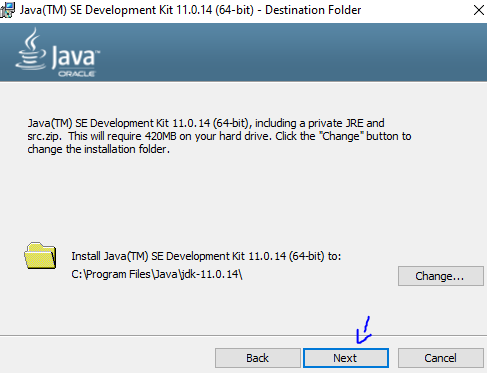 Java(TM) SE Development Kit 11.0.14 (64-bit) - Destination Folder
Java™
ORACLE
Java(TM) SE Development Kit 11.0.14 (64-bit), including a private JRE and
src.zip. This will require 420MB on your hard drive. Click the "Change" button to
change the installation folder.
Install Java(TM) SE Development Kit 11.0.14 (64-bit) to:
C:\Program Files\Java\jdk-11.0.14\
Change...
Back
Next
Cancel